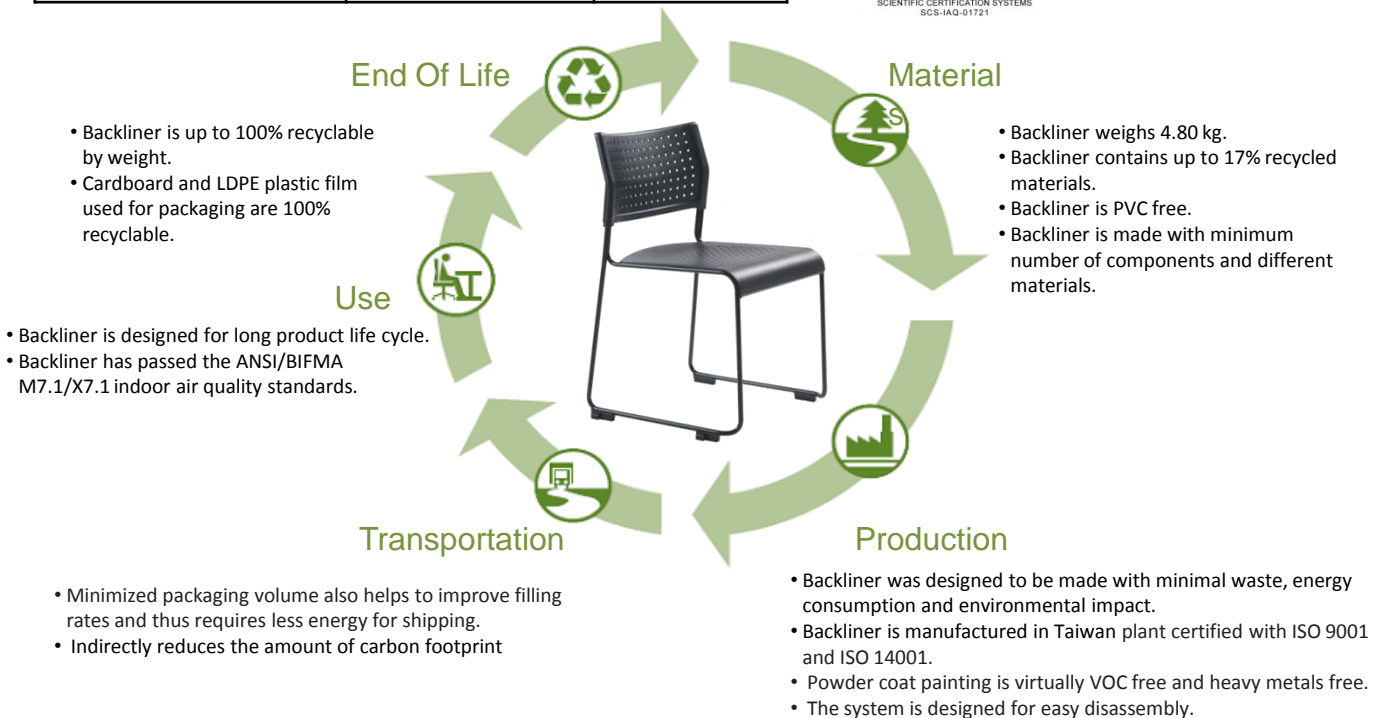 SCIENTIFIC CERTIFICATION SYSTEMS
SCS-IAQ-01721
End Of Life
• Backliner is up to 100% recyclable
by weight.
• Cardboard and LDPE plastic film
used for packaging are 100%
recyclable.
Material
S
• Backliner weighs 4.80 kg.
• Backliner contains up to 17% recycled
materials.
• Backliner is PVC free.
• Backliner is made with minimum
number of components and different
materials.
Use
• Backliner is designed for long product life cycle.
• Backliner has passed the ANSI/BIFMA
M7.1/X7.1 indoor air quality standards.
Transportation
• Minimized packaging volume also helps to improve filling
rates and thus requires less energy for shipping.
• Indirectly reduces the amount of carbon footprint
Production
• Backliner was designed to be made with minimal waste, energy
consumption and environmental impact.
• Backliner is manufactured in Taiwan plant certified with ISO 9001
and ISO 14001.
• Powder coat painting is virtually VOC free and heavy metals free.
• The system is designed for easy disassembly.